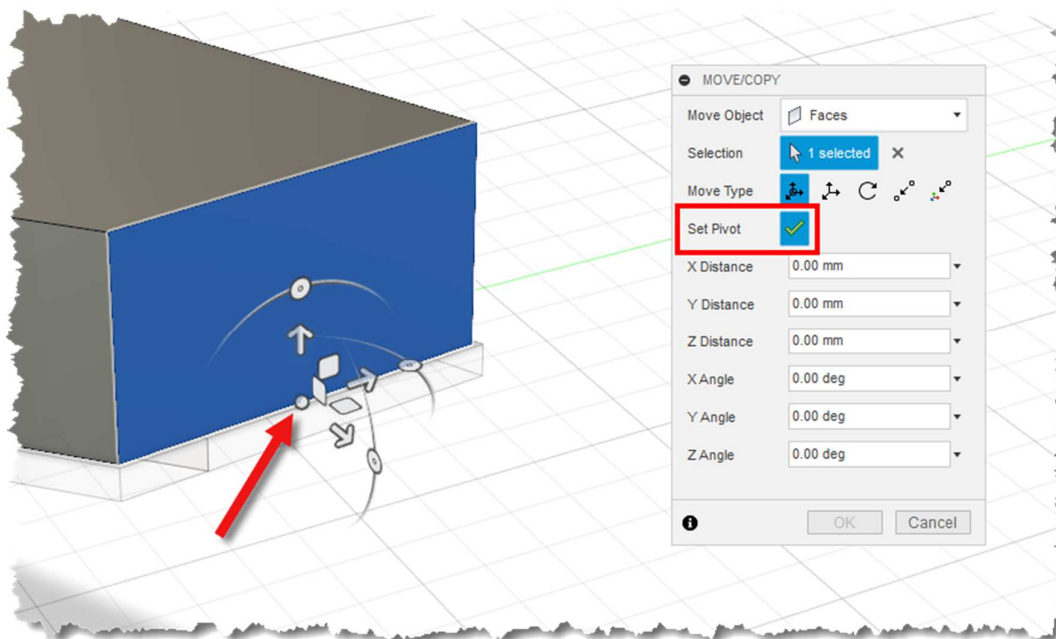 MOVE/COPY
Move Object Faces
Selection 1 selected
Move Type
Set Pivot
X Distance 0.00 mm
Y Distance 0.00 mm
Z Distance 0.00 mm
X Angle 0.00 deg
Y Angle 0.00 deg
Z Angle 0.00 deg
OK Cancel